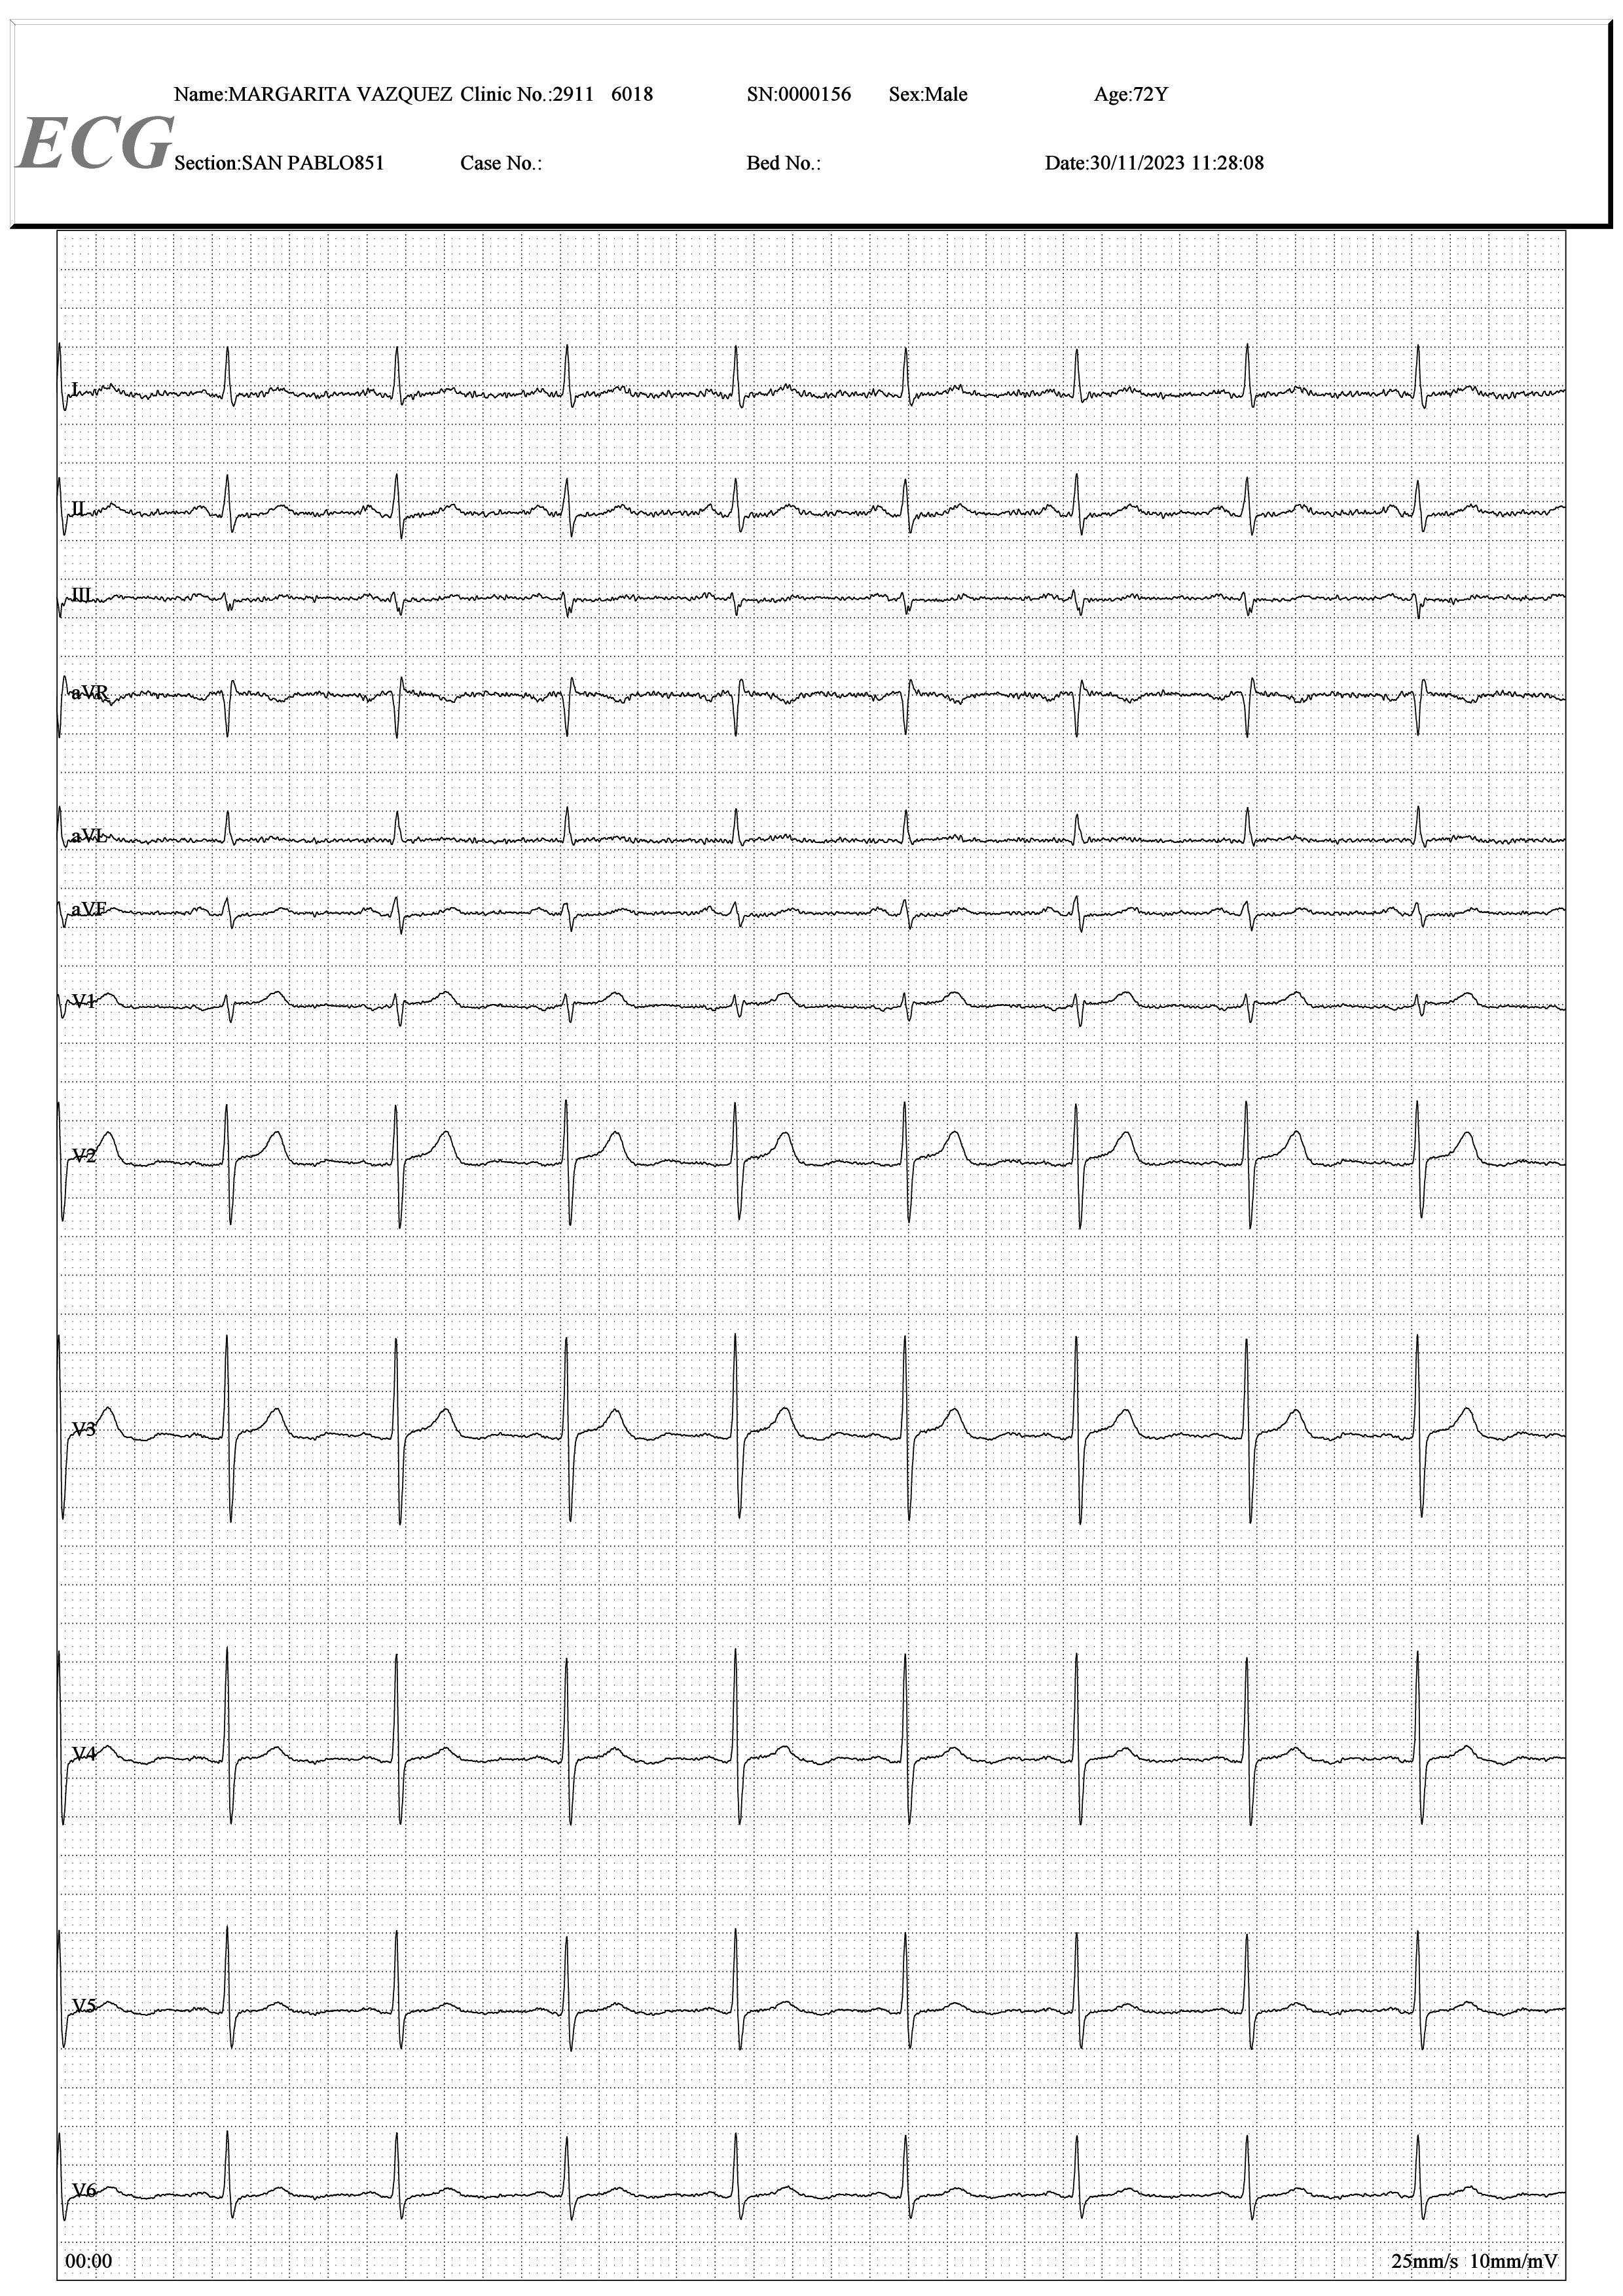 ECG
Name:MARGARITA VAZQUEZ Clinic No.:2911 6018 SN:0000156 Sex:Male Age:72Y
Section:SAN PABLO851 Case No.: Bed No.: Date:30/11/2023 11:28:08
I
II
III
aVR
aVL
aVF
V1
V2
V3
V4
V5
V6
00:00 25mm/s 10mm/mV